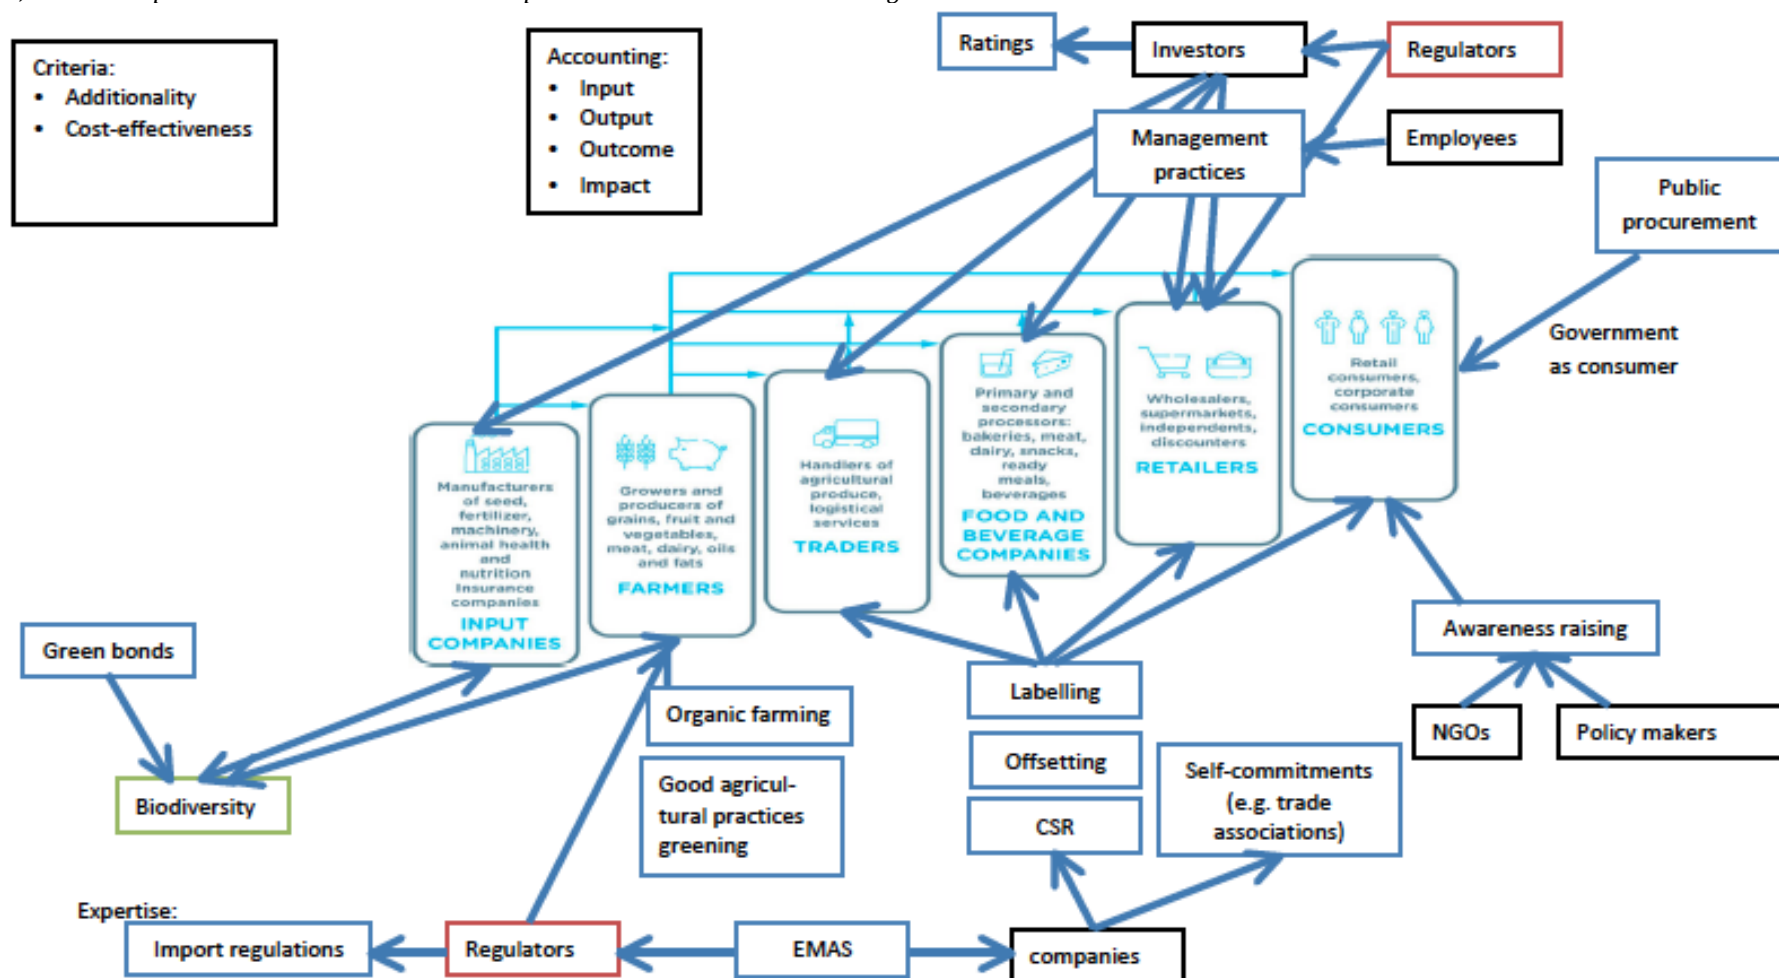 Criteria:
• Additionality
• Cost-effectiveness
Accounting:
• Input
• Output
• Outcome
• Impact
Ratings
Investors
Regulators
Management
practices
Employees
Public
procurement
Government
as consumer
Manufacturers
of seed,
fertilizer,
machinery,
animal health
and
nutrition
Insurance
companies
INPUT
COMPANIES
Growers and
producers of
grains, fruit and
vegetables,
meat, dairy, oils
and fats
FARMERS
Handlers of
agricultural
produce,
logistical
services
TRADERS
Primary and
secondary
processors:
bakeries, meat,
dairy, snacks,
ready
meals,
beverages
FOOD AND
BEVERAGE
COMPANIES
Wholesalers,
supermarkets,
independents,
discounters
RETAILERS
Retail
consumers,
corporate
consumers
CONSUMERS
Green bonds
Biodiversity
Organic farming
Good agricul-
tural practices
greening
Labelling
Offsetting
CSR
Self-commitments
(e.g. trade
associations)
Awareness raising
NGOs
Policy makers
Expertise:
Import regulations
Regulators
EMAS
companies